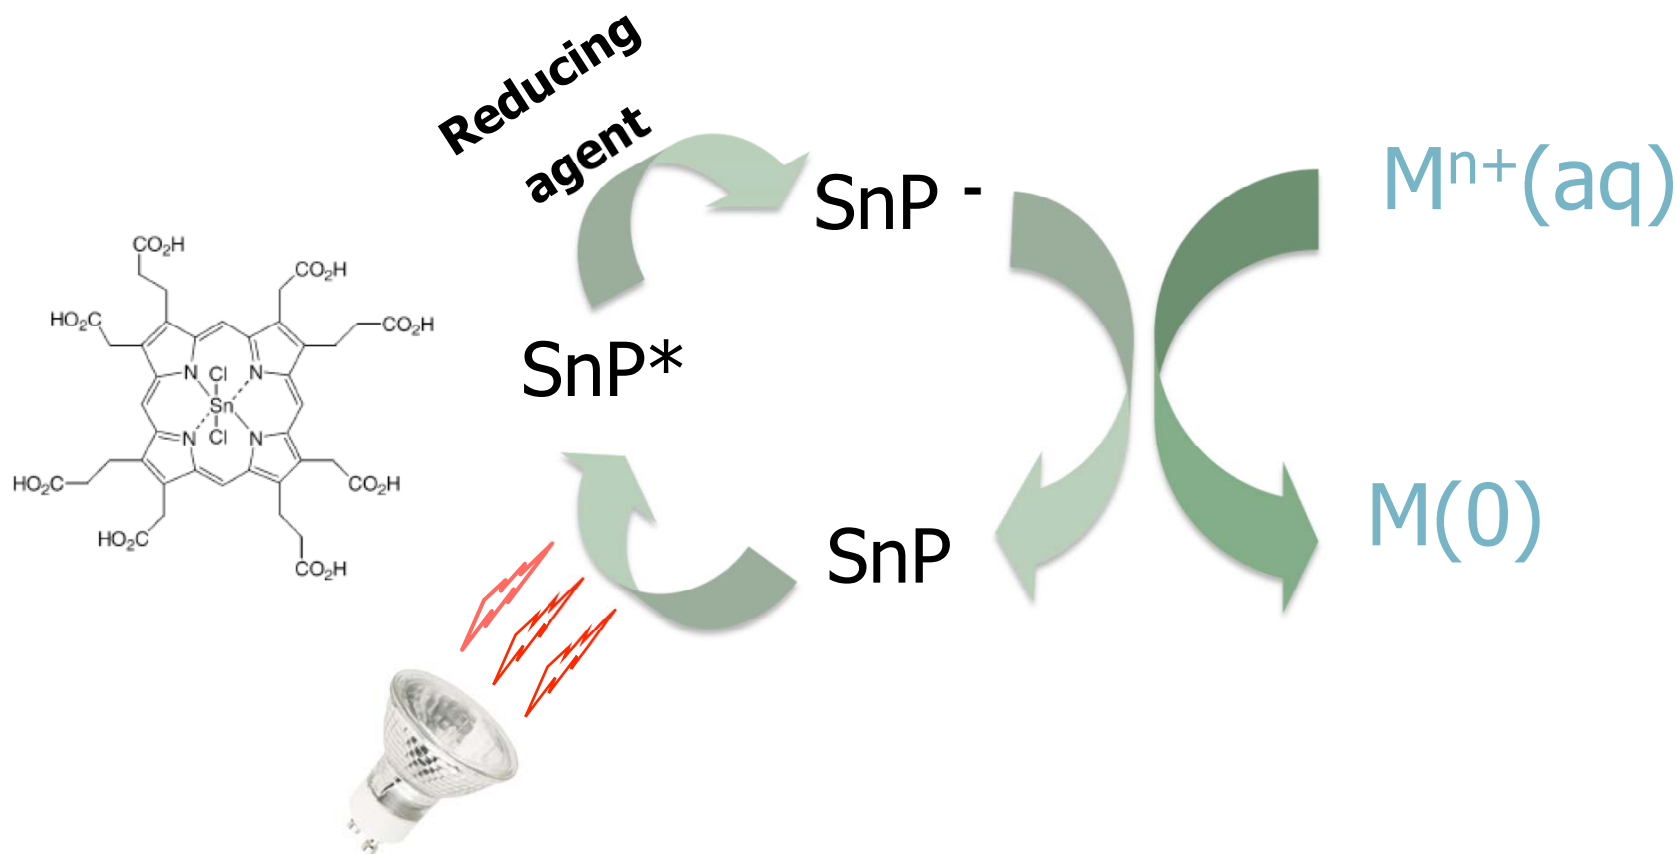 Reducing
agent
SnP -
Mⁿ⁺(aq)
CO₂H
CO₂H
HO₂C
CO₂H
N
Cl
N
SnP*
Sn
N
Cl
N
HO₂C
CO₂H
M(0)
HO₂C
SnP
CO₂H